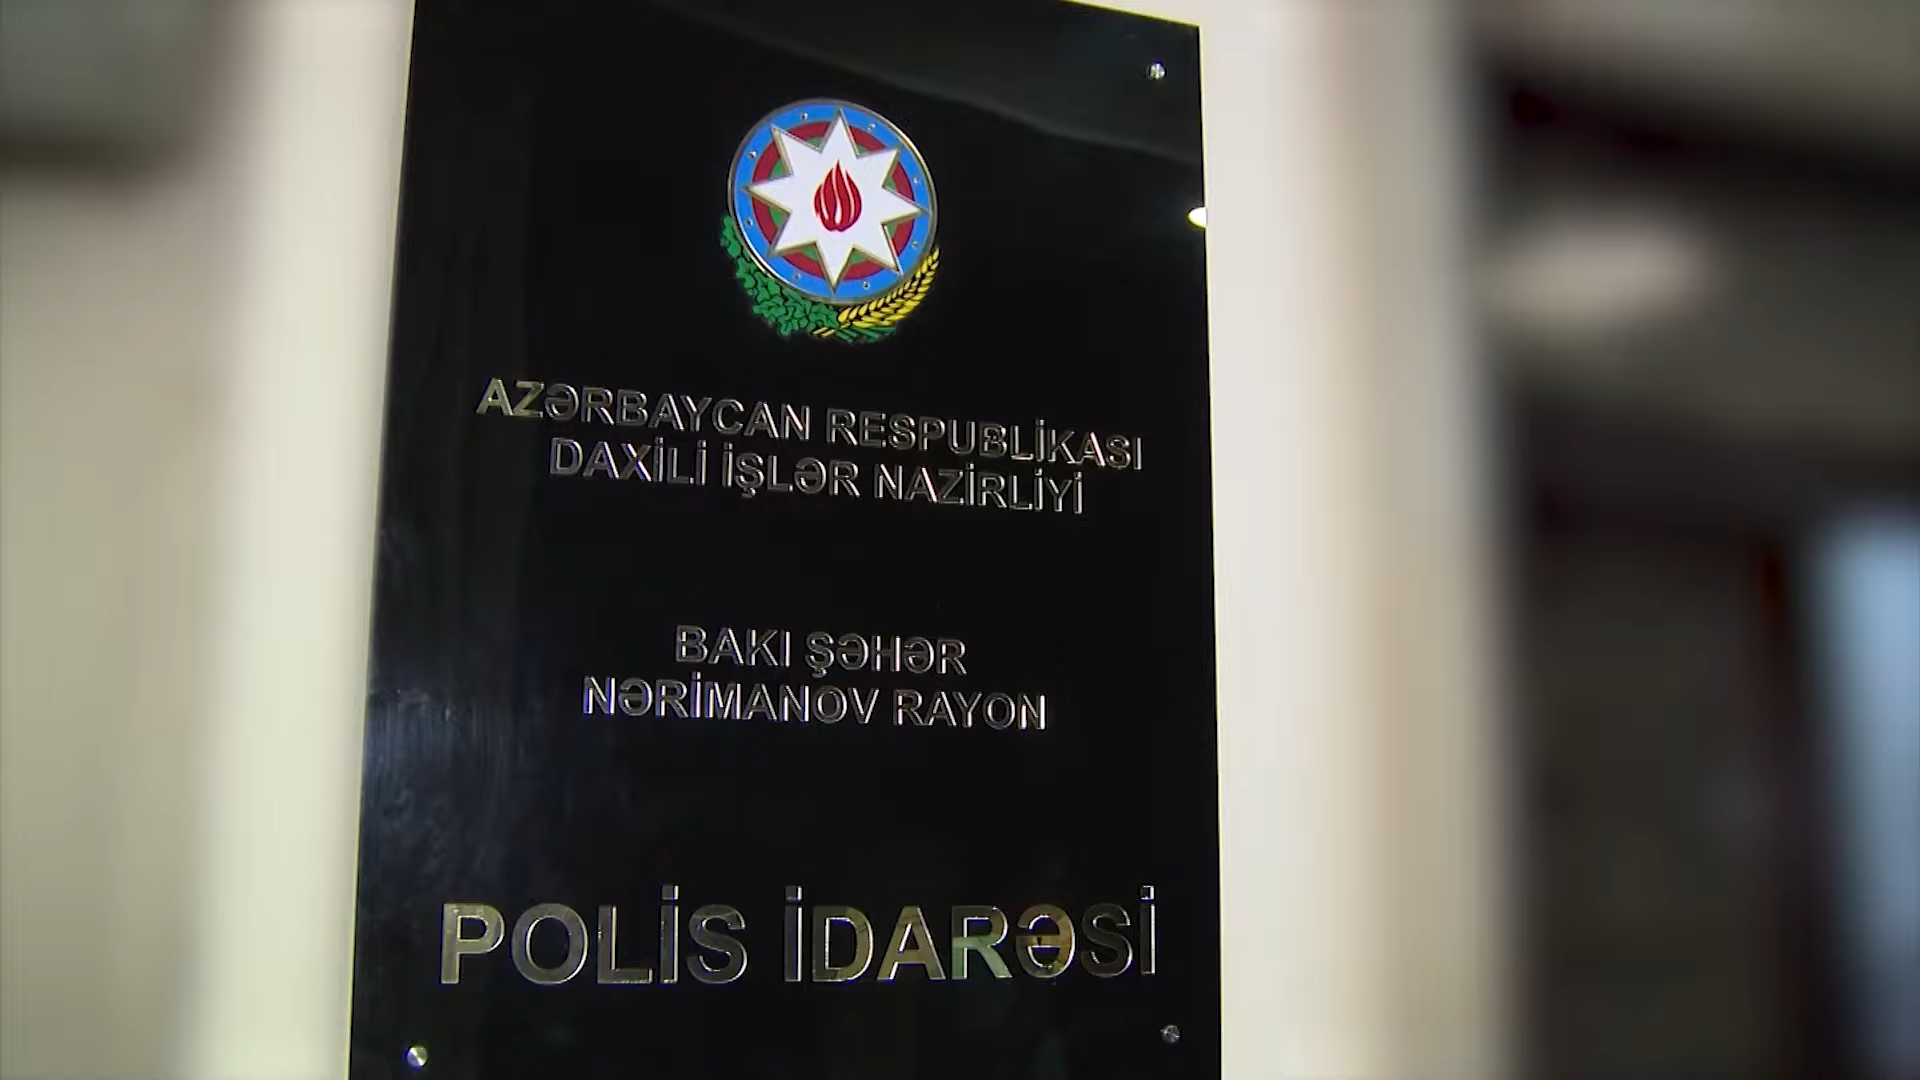 AZƏRBAYCAN RESPUBLİKASI
DAXİLİ İŞLƏR NAZİRLİYİ
BAKI ŞƏHƏR
NƏRİMANOV RAYON
POLİS İDARƏSİ